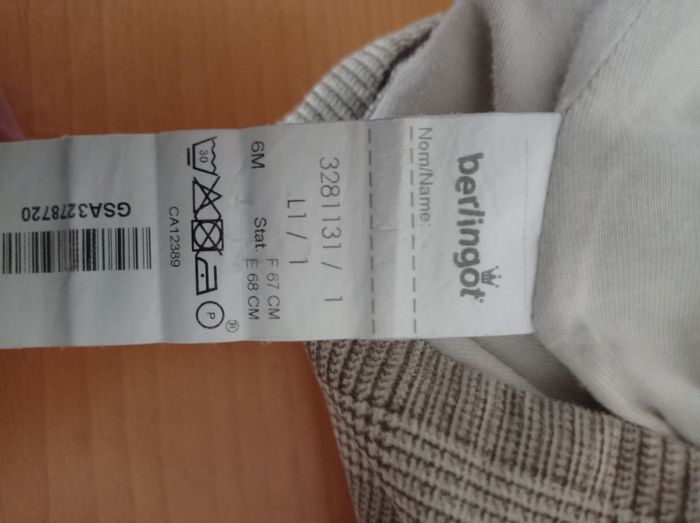 berlingot
Nom/Name:
3281131 / 1
L1 / 1
6M
Stat. F 67 CM
E 68 CM
30
P
®
CA12389
GSA3278720